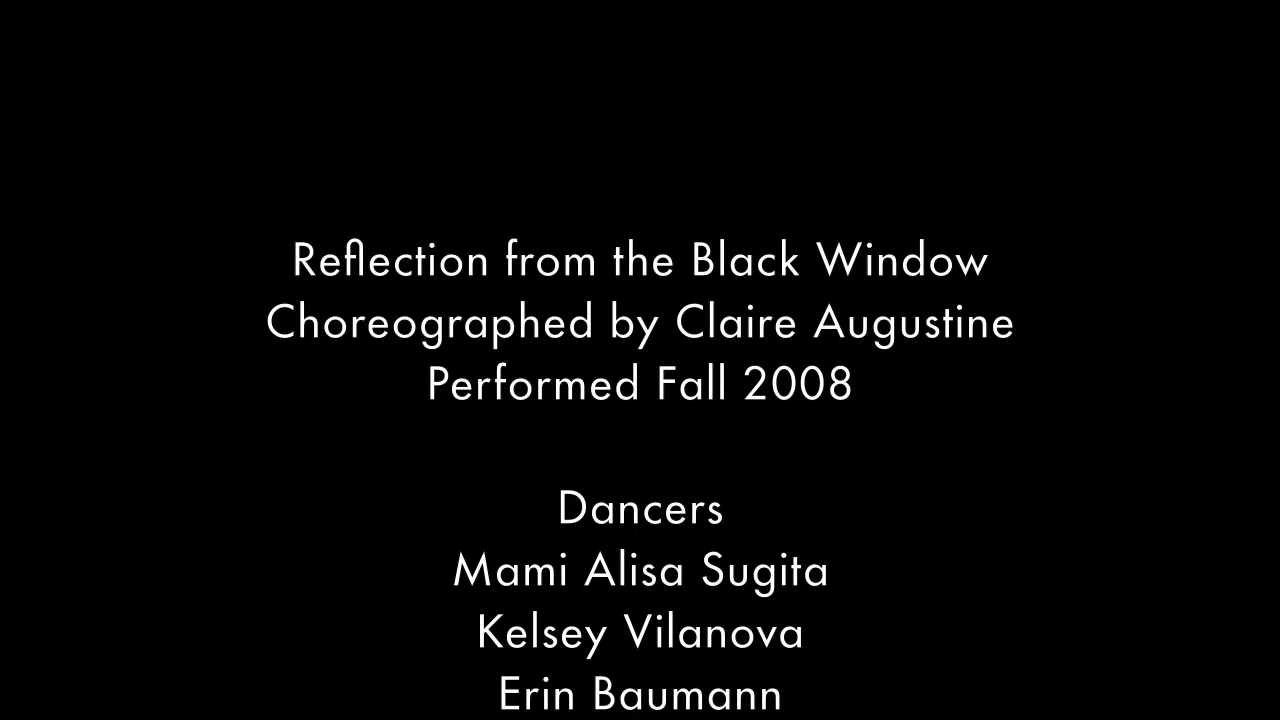 Reflection from the Black Window
Choreographed by Claire Augustine
Performed Fall 2008
Dancers
Mami Alisa Sugita
Kelsey Vilanova
Erin Baumann